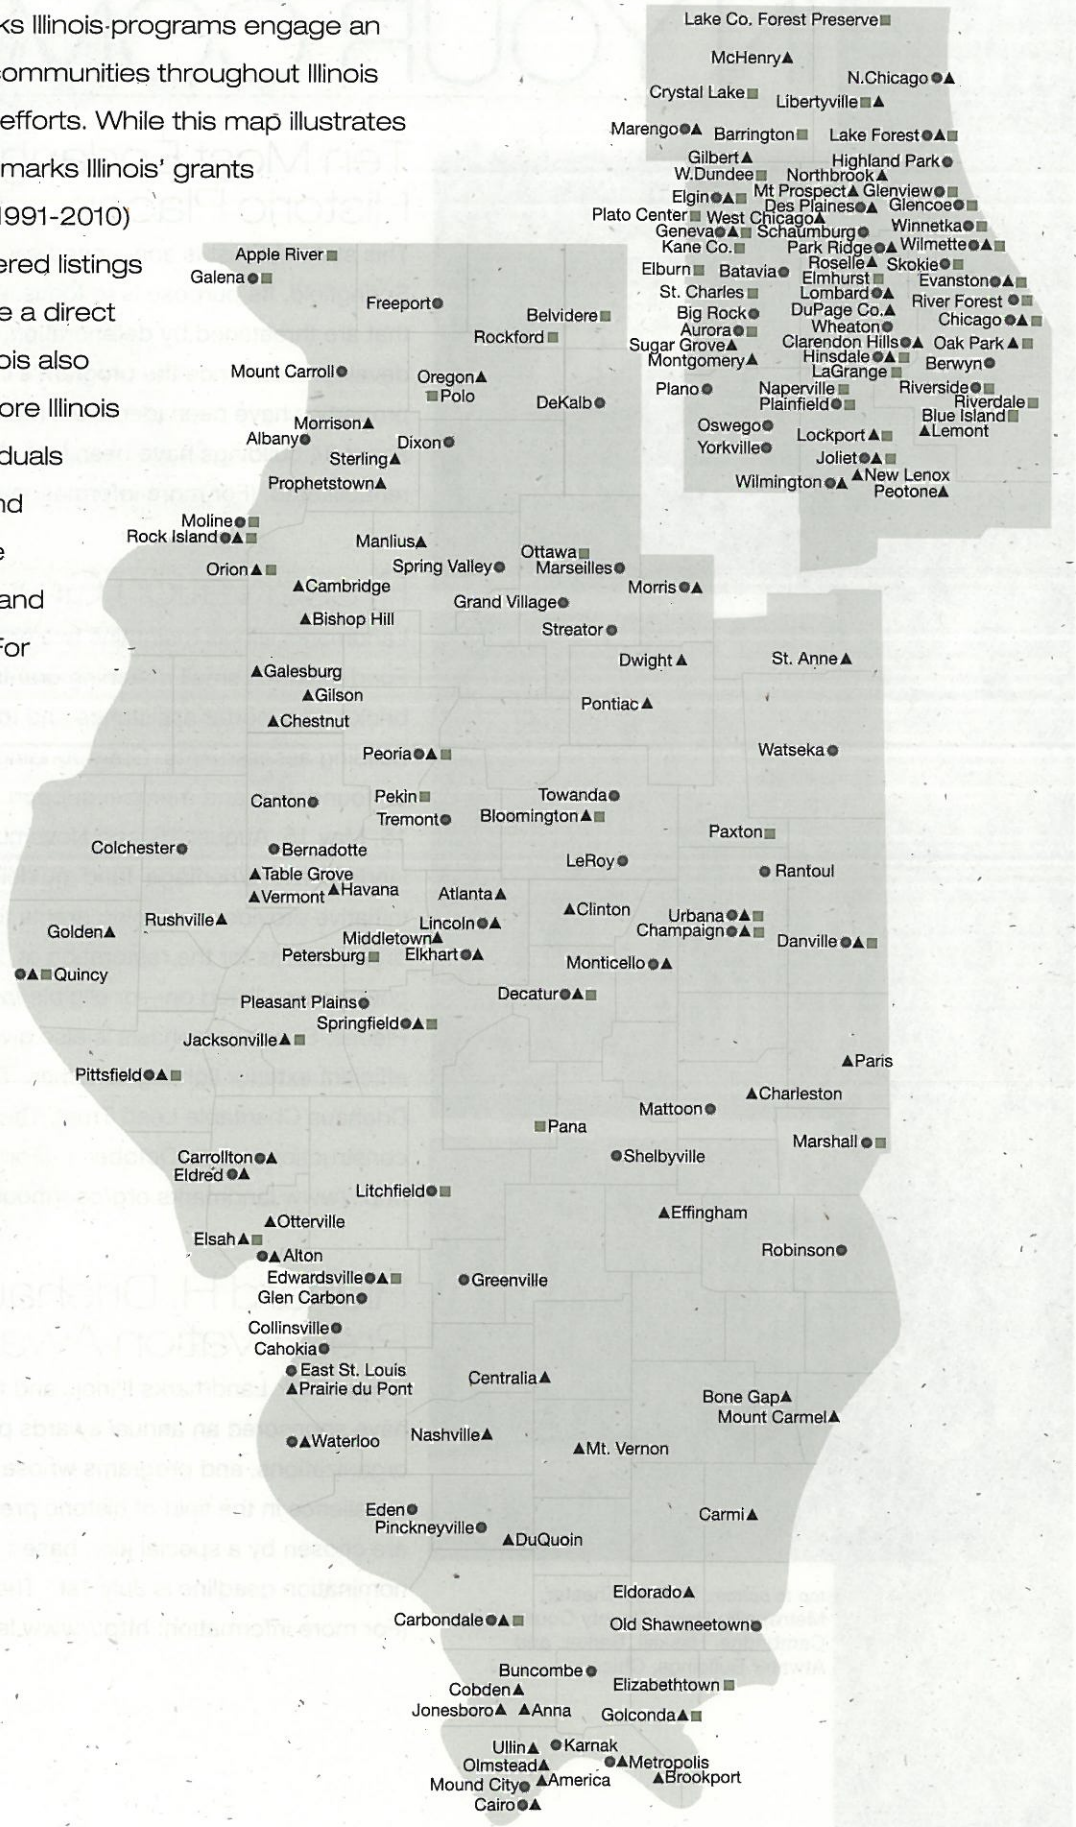 ks Illinois programs engage an
ommunities throughout Illinois
efforts. While this map illustrates
marks Illinois' grants
1991-2010)
ered listings
e a direct
ois also
ore Illinois
duals
nd
e
and
For
Lake Co. Forest Preserve
McHenry
N.Chicago
Crystal Lake
Libertyville
Marengo
Barrington
Lake Forest
Gilbert
Highland Park
W.Dundee
Northbrook
Mt Prospect
Glenview
Elgin
Des Plaines
Glencoe
Plato Center
West Chicago
Geneva
Schaumburg
Winnetka
Kane Co.
Park Ridge
Wilmette
Roselle
Skokie
Elburn
Batavia
Elmhurst
Evanston
St. Charles
Lombard
River Forest
Big Rock
DuPage Co.
Chicago
Aurora
Wheaton
Sugar Grove
Clarendon Hills
Oak Park
Montgomery
Hinsdale
Berwyn
LaGrange
Plano
Naperville
Riverside
Plainfield
Riverdale
Blue Island
Oswego
Lockport
Lemont
Yorkville
Joliet
Wilmington
New Lenox
Peotone
Apple River
Galena
Freeport
Belvidere
Rockford
Mount Carroll
Oregon
Polo
DeKalb
Morrison
Albany
Dixon
Sterling
Prophetstown
Moline
Rock Island
Manlius
Ottawa
Orion
Spring Valley
Marseilles
Cambridge
Morris
Grand Village
Bishop Hill
Streator
Dwight
St. Anne
Galesburg
Gilson
Pontiac
Chestnut
Peoria
Watseka
Canton
Pekin
Towanda
Tremont
Bloomington
Paxton
Colchester
Bernadotte
LeRoy
Rantoul
Table Grove
Havana
Vermont
Atlanta
Clinton
Rushville
Lincoln
Urbana
Golden
Middletown
Champaign
Danville
Petersburg
Elkhart
Monticello
Quincy
Decatur
Pleasant Plains
Springfield
Jacksonville
Paris
Pittsfield
Charleston
Mattoon
Pana
Marshall
Carrollton
Shelbyville
Eldred
Litchfield
Effingham
Otterville
Elsah
Alton
Robinson
Edwardsville
Greenville
Glen Carbon
Collinsville
Cahokia
East St. Louis
Centralia
Prairie du Pont
Bone Gap
Mount Carmel
Waterloo
Nashville
Mt. Vernon
Eden
Pinckneyville
Carmi
DuQuoin
Eldorado
Carbondale
Old Shawneetown
Buncombe
Cobden
Elizabethtown
Jonesboro
Anna
Golconda
Ullin
Karnak
Olmstead
Metropolis
Mound City
America
Brookport
Cairo